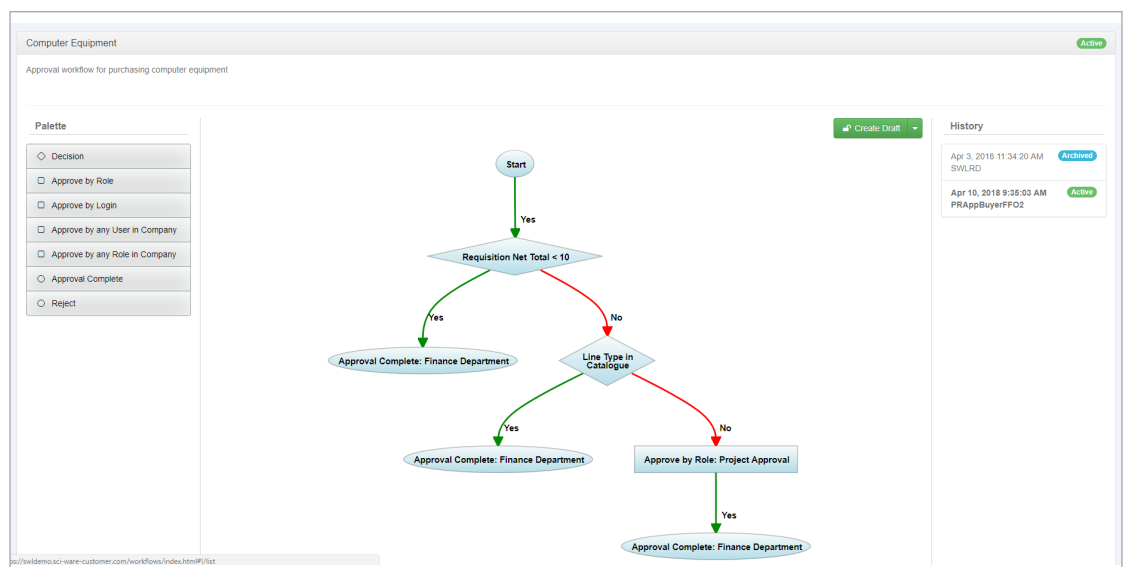 Computer Equipment
Active
Approval workflow for purchasing computer equipment
Palette
Decision
Approve by Role
Approve by Login
Approve by any User in Company
Approve by any Role in Company
Approval Complete
Reject
Create Draft
Start
Yes
Requisition Net Total < 10
Yes
No
Approval Complete: Finance Department
Line Type in
Catalogue
Yes
No
Approval Complete: Finance Department
Approve by Role: Project Approval
Yes
Approval Complete: Finance Department
History
Apr 3, 2018 11:34:20 AM Archived
SWLRD
Apr 10, 2018 9:35:03 AM Active
PRAppBuyerFFO2
ps://swldemo.sci-ware-customer.com/workflows/index.html#!/list